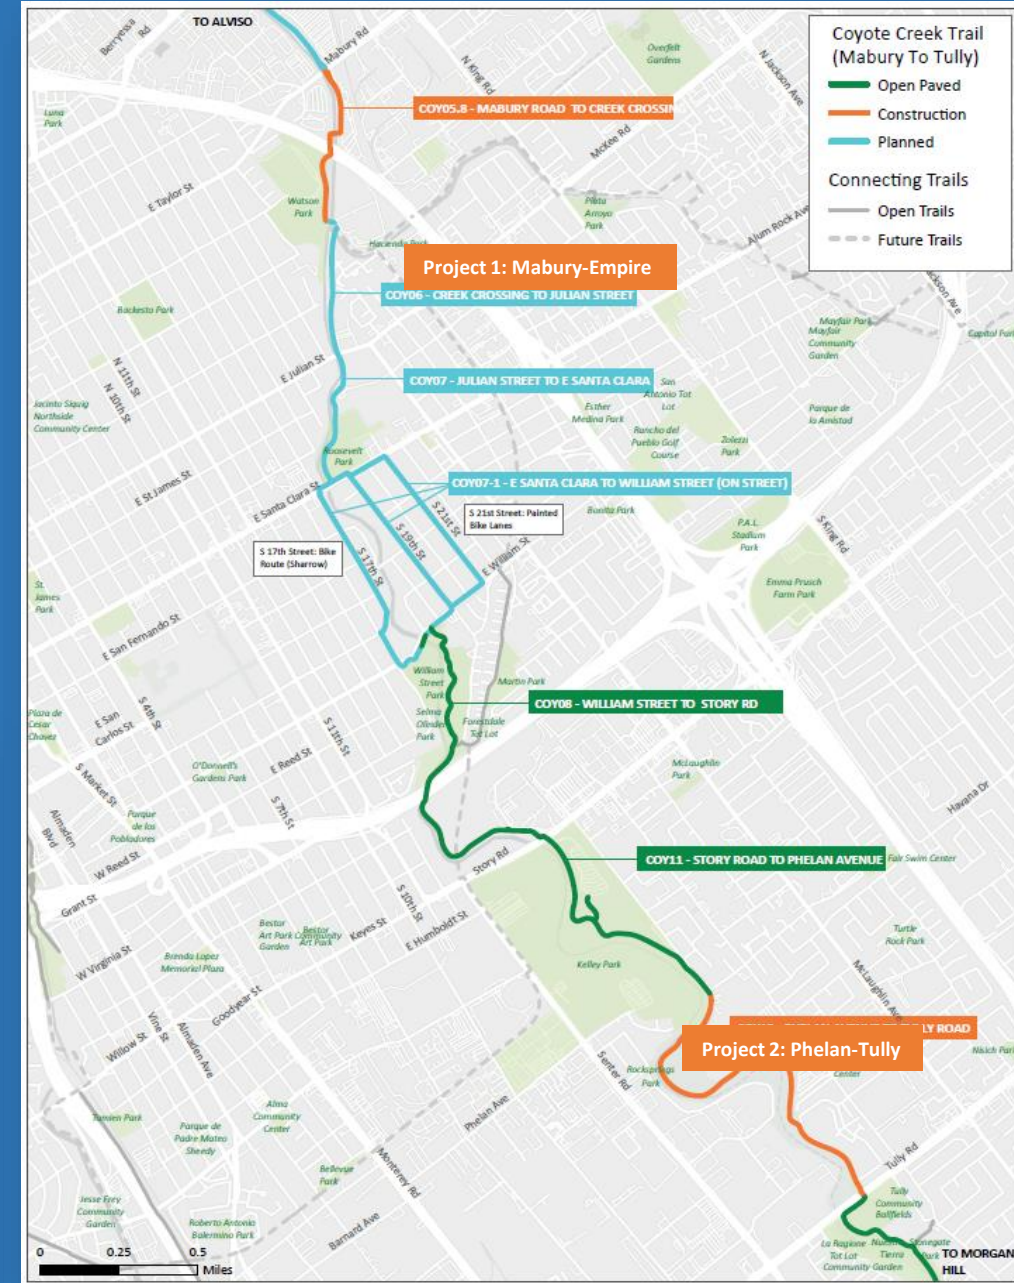 TO ALVISO
Berryessa
Rd
Mabury Rd
Overfelt
Gardens
N King Rd
N Jackson Ave
Coyote Creek Trail
(Mabury To Tully)
Open Paved
Construction
Planned
Connecting Trails
Open Trails
Future Trails
Luna
Park
COY05.8 - MABURY ROAD TO CREEK CROSSIN
McKee Rd
E Taylor St
Watson
Park
Plata
Arroyo
Park
Alum Rock Ave
Hacienda Park
Project 1: Mabury-Empire
COY06 - CREEK CROSSING TO JULIAN STREET
Jackson Ave
Backesto Park
Mayfair Park
Mayfair
Community
Garden
Capitol Park
N 11th St
N 10th St
E Julian St
COY07 - JULIAN STREET TO E SANTA CLARA
San
Antonio Tot
Lot
Jacinto Siquig
Northside
Community Center
Esther
Medina Park
Parque de
la Amistad
Rancho del
Pueblo Golf
Course
Zolezzi
Park
Roosevelt
Park
E St James St
E Santa Clara St
COY07-1 - E SANTA CLARA TO WILLIAM STREET (ON STREET)
S 21st St
S 21st Street: Painted
Bike Lanes
Bonita Park
P.A.L.
Stadium
Park
S King Rd
S 19th St
S 17th St
S 17th Street: Bike
Route (Sharrow)
E William St
St.
James
Park
Emma Prusch
Farm Park
E San Fernando St
William
Street
Park
Martin Park
Selma
Olinder
Park
Forestdale
Tot Lot
COY08 - WILLIAM STREET TO STORY RD
Plaza de
Cesar
Chavez
E San
Carlos St
S 4th St
S 13th St
E Reed St
O'Donnell's
Gardens Park
McLaughlin
Park
S Market St
Havana Dr
Almaden
Blvd
Parque
de los
Pobladores
S 7th St
W Reed St
Story Rd
COY11 - STORY ROAD TO PHELAN AVENUE
Fair Swim Center
Grant St
S 10th St
Keyes St
E Humboldt St
Bestor
Art Park Community
Garden
Bestor
Art Park
Turtle
Rock Park
W Virginia St
Brenda Lopez
Memorial Plaza
Kelley Park
McLaughlin Ave
Goodyear St
Vine St
Almaden Ave
Willow St
LY ROAD
Project 2: Phelan-Tully
Nisich Park
Center
Senter Rd
Rocksprings
Park
Tamien Park
Alma
Community
Center
Phelan Ave
Parque de
Padre Mateo
Sheedy
Tully Rd
Bellevue
Park
Monterey Rd
Jesse Frey
Community
Garden
Tully
Community
Ballfields
Roberto Antonio
Balermino Park
Barnard Ave
La Ragione
Tot Lot
Nuestra
Tierra
Community Garden
Stonegate
Park
TO MORGAN
HILL
0 0.25 0.5
Miles